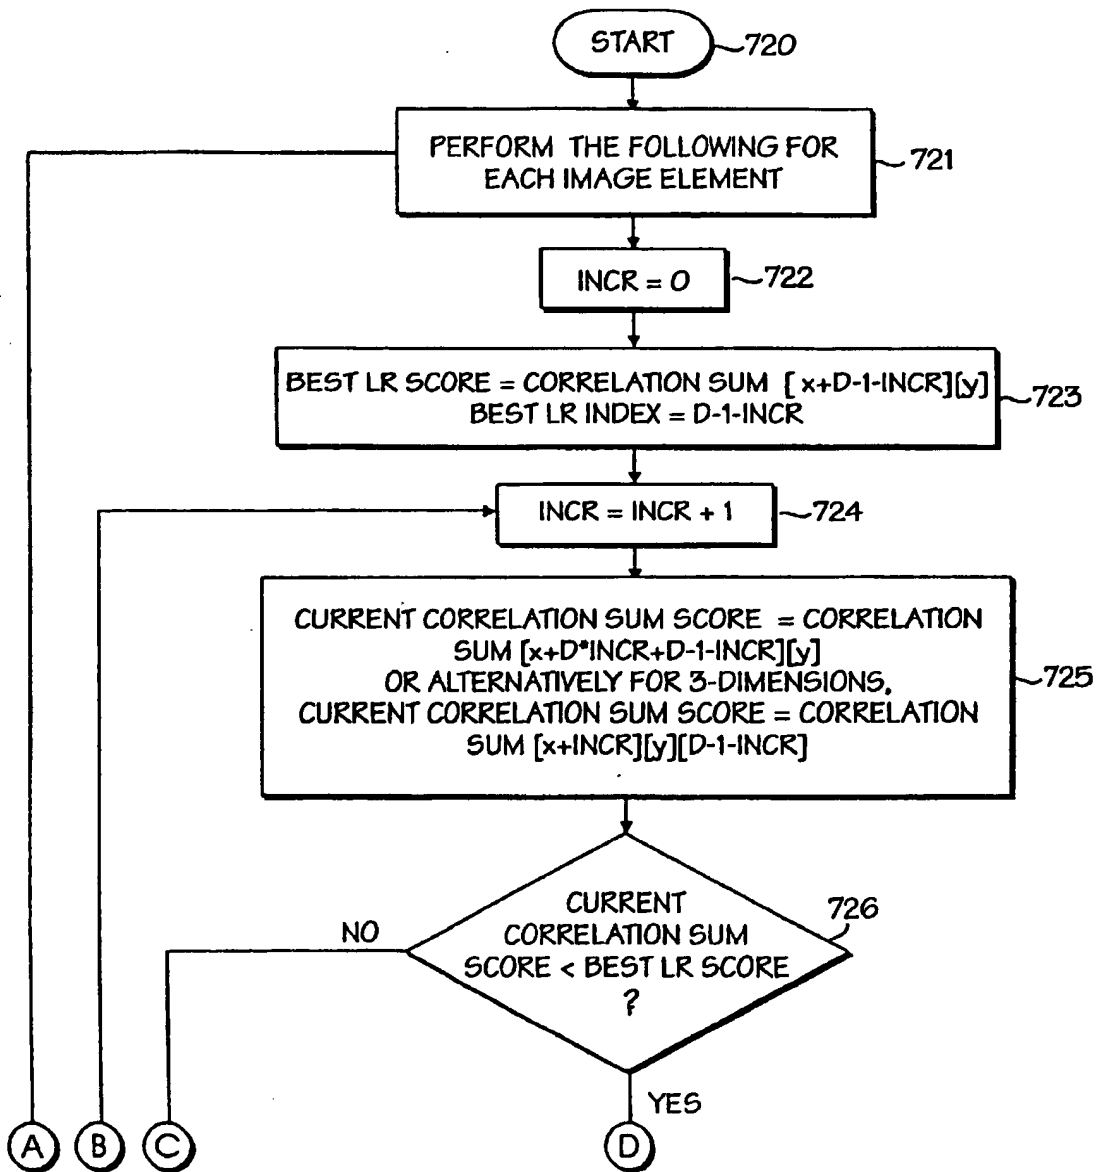 START
720
PERFORM THE FOLLOWING FOR
EACH IMAGE ELEMENT
721
INCR = 0
722
BEST LR SCORE = CORRELATION SUM [x+D-1-INCR][y]
BEST LR INDEX = D-1-INCR
723
INCR = INCR + 1
724
CURRENT CORRELATION SUM SCORE = CORRELATION
SUM [x+D*INCR+D-1-INCR][y]
OR ALTERNATIVELY FOR 3-DIMENSIONS,
CURRENT CORRELATION SUM SCORE = CORRELATION
SUM [x+INCR][y][D-1-INCR]
725
CURRENT
CORRELATION SUM
SCORE < BEST LR SCORE
?
726
NO
YES
A
B
C
D